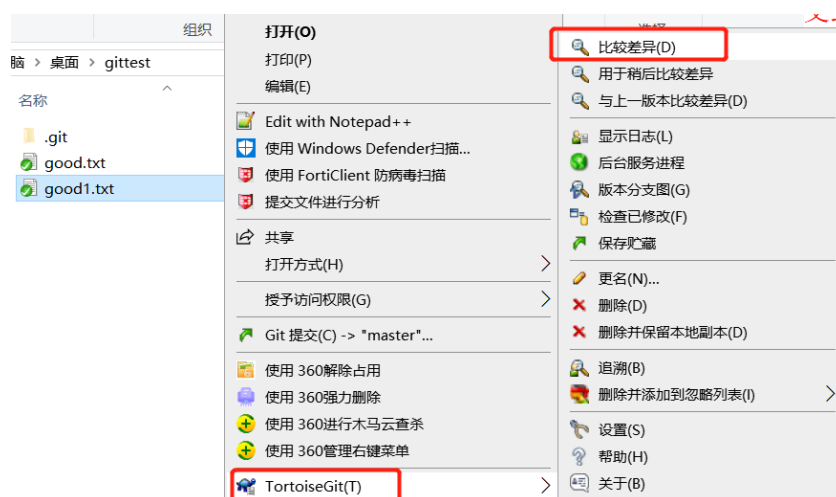 组织
脑 > 桌面 > gittest
名称
.git
good.txt
good1.txt
打开(O)
打印(P)
编辑(E)
Edit with Notepad++
使用 Windows Defender扫描...
使用 FortiClient 防病毒扫描
提交文件进行分析
共享
打开方式(H)
授予访问权限(G)
Git 提交(C) -> "master"...
使用 360解除占用
使用 360强力删除
使用 360进行木马云查杀
使用 360管理右键菜单
TortoiseGit(T)
比较差异(D)
用于稍后比较差异
与上一版本比较差异(D)
显示日志(L)
后台服务进程
版本分支图(G)
检查已修改(F)
保存贮藏
更名(N)...
删除(D)
删除并保留本地副本(D)
追溯(B)
删除并添加到忽略列表(I)
设置(S)
帮助(H)
关于(B)